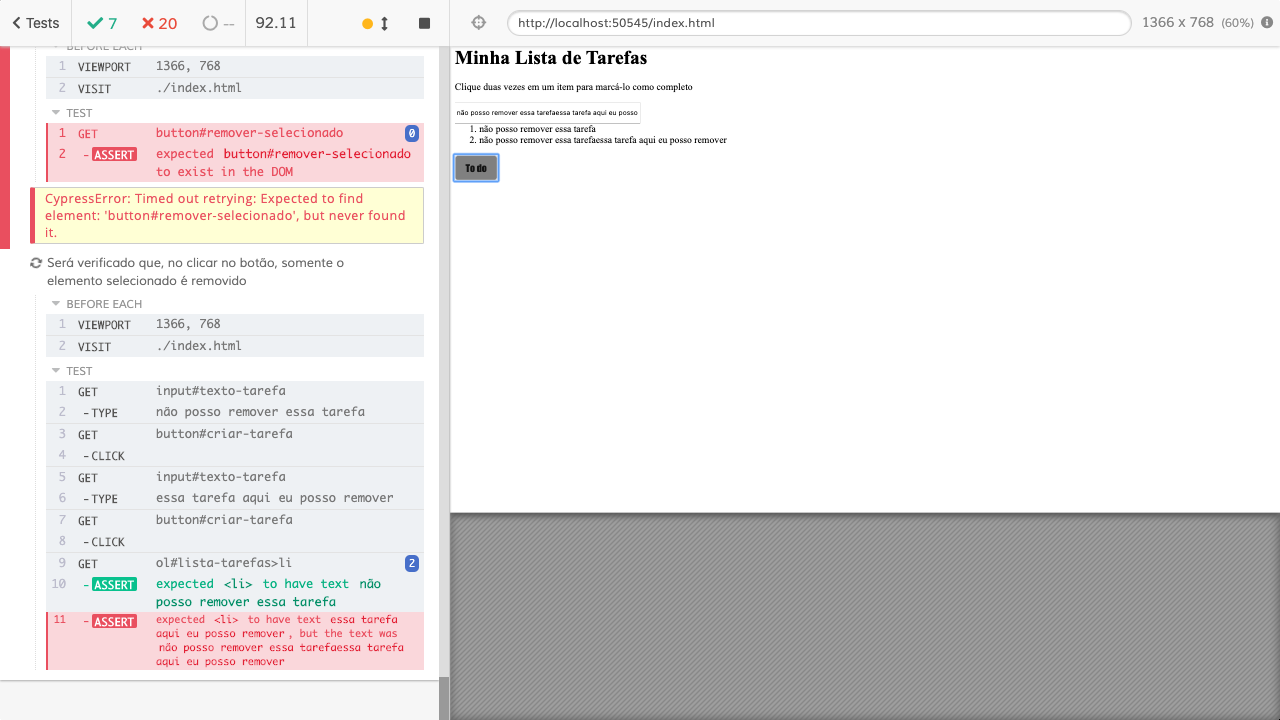 Tests
7
20
--
92.11
http://localhost:50545/index.html
1366 x 768 (60%)
BEFORE EACH
1 VIEWPORT 1366, 768
2 VISIT ./index.html
TEST
1 GET button#remover-selecionado 0
2 -ASSERT expected button#remover-selecionado
to exist in the DOM
CypressError: Timed out retrying: Expected to find
element: 'button#remover-selecionado', but never found
it.
Será verificado que, no clicar no botão, somente o
elemento selecionado é removido
BEFORE EACH
1 VIEWPORT 1366, 768
2 VISIT ./index.html
TEST
1 GET input#texto-tarefa
2 -TYPE não posso remover essa tarefa
3 GET button#criar-tarefa
4 -CLICK
5 GET input#texto-tarefa
6 -TYPE essa tarefa aqui eu posso remover
7 GET button#criar-tarefa
8 -CLICK
9 GET ol#lista-tarefas>li 2
10 -ASSERT expected <li> to have text não
posso remover essa tarefa
11 -ASSERT expected <li> to have text essa tarefa
aqui eu posso remover, but the text was
não posso remover essa tarefaessa tarefa
aqui eu posso remover
Minha Lista de Tarefas
Clique duas vezes em um item para marcá-lo como completo
não posso remover essa tarefaessa tarefa aqui eu posso
1. não posso remover essa tarefa
2. não posso remover essa tarefaessa tarefa aqui eu posso remover
To do